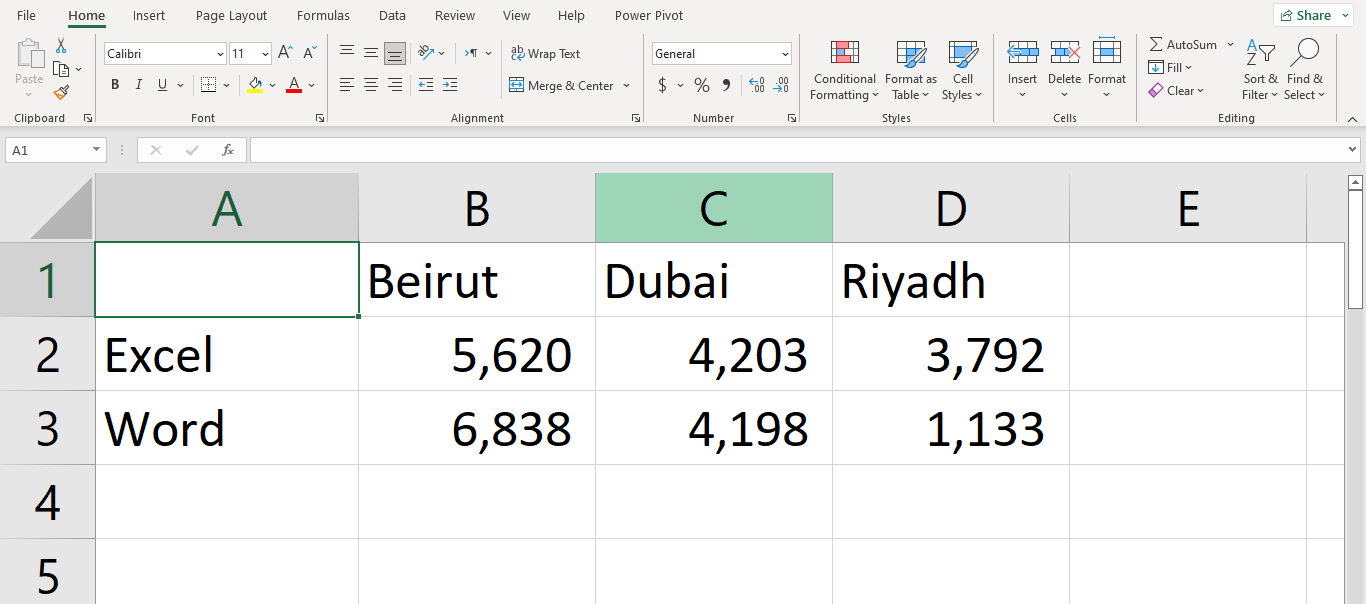 File Home Insert Page Layout Formulas Data Review View Help Power Pivot Share
Paste
Calibri 11 A A
B I U A
ab Wrap Text
Merge & Center
General
$ % 9 .00 .00
Conditional Formatting
Format as Table
Cell Styles
Insert Delete Format
AutoSum
Fill
Clear
Sort & Filter
Find & Select
Clipboard Font Alignment Number Styles Cells Editing
A1 fx
A B C D E
1 Beirut Dubai Riyadh
2 Excel 5,620 4,203 3,792
3 Word 6,838 4,198 1,133
4
5